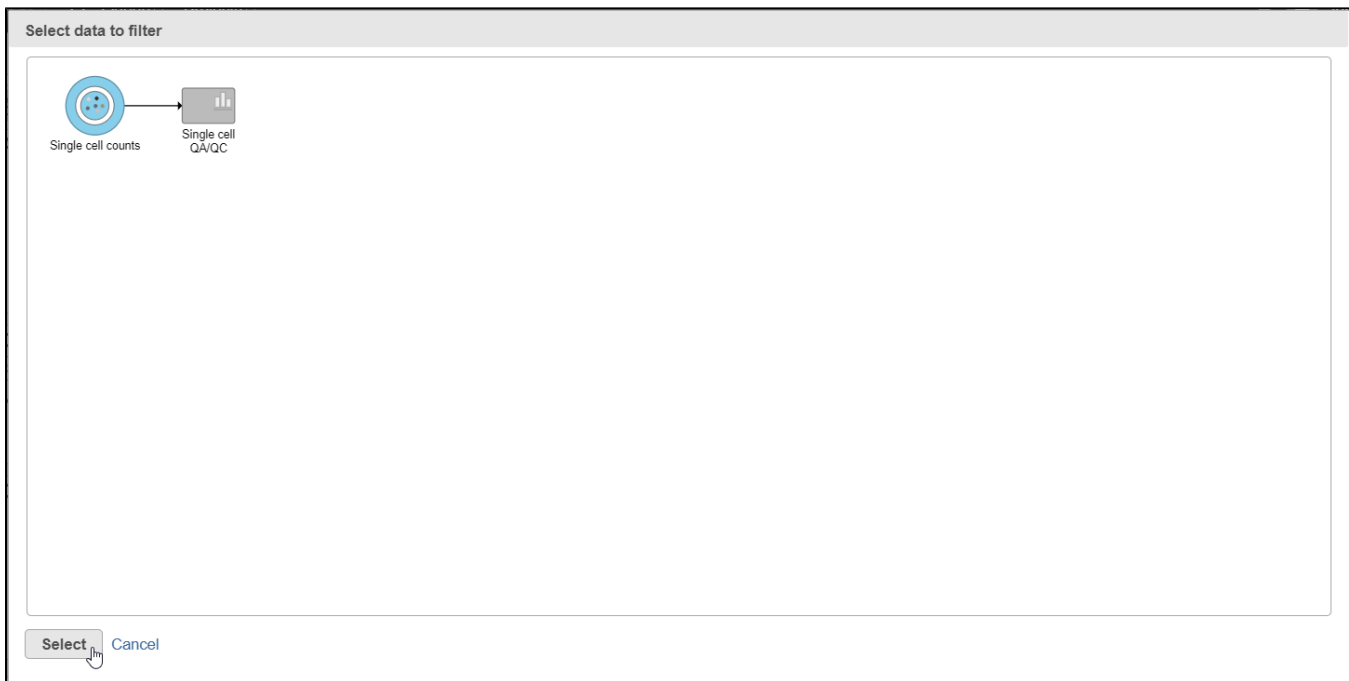 Select data to filter
Single cell counts
Single cell
QA/QC
Select
Cancel